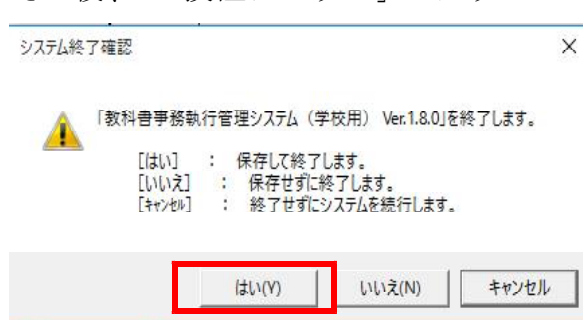 システム終了確認
「教科書事務執行管理システム（学校用） Ver.1.8.0」を終了します。
[はい] ： 保存して終了します。
[いいえ] ： 保存せずに終了します。
[ｷｬﾝｾﾙ] ： 終了せずにシステムを続行します。
はい(Y) いいえ(N) キャンセル